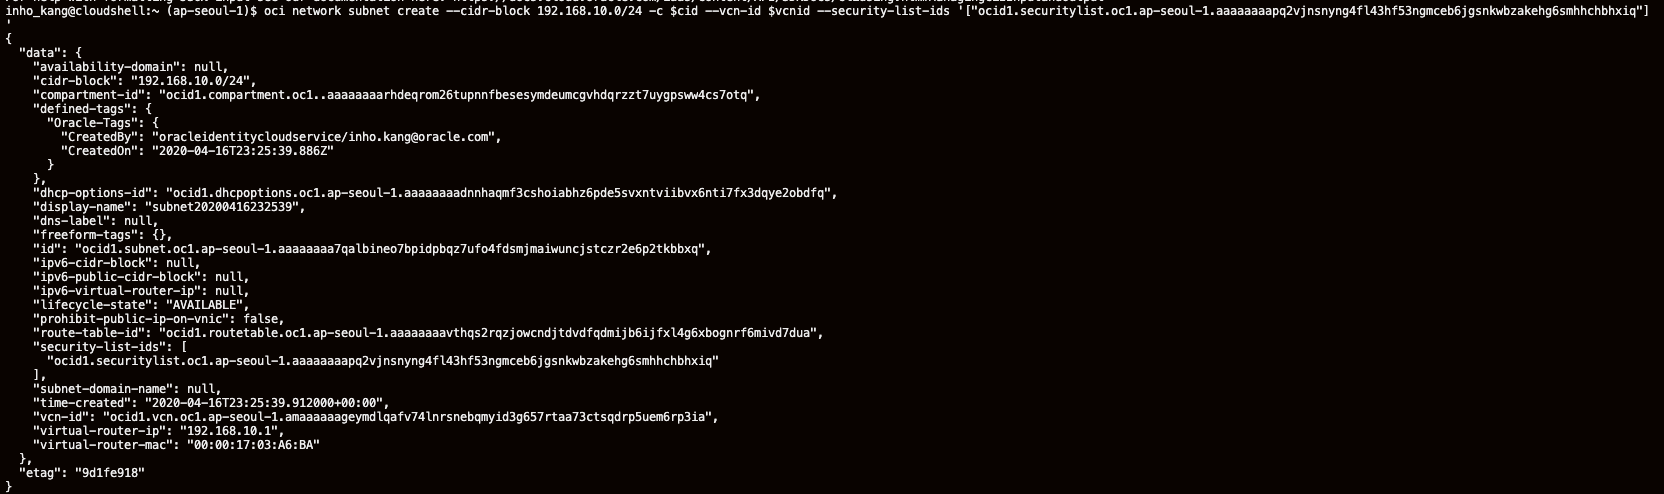 inho_kang@cloudshell:~ (ap-seoul-1)$ oci network subnet create --cidr-block 192.168.10.0/24 -c $cid --vcn-id $vcnid --security-list-ids '["ocid1.securitylist.oc1.ap-seoul-1.aaaaaaaapq2vjnsnyng4fl43hf53ngmceb6jgsnkwbzakehg6smhhchbhxiq"]
'
{
  "data": {
    "availability-domain": null,
    "cidr-block": "192.168.10.0/24",
    "compartment-id": "ocid1.compartment.oc1..aaaaaaaarhdeqrom26tupnnfbesesymdeumcgvhdqrzzt7uygpsww4cs7otq",
    "defined-tags": {
      "Oracle-Tags": {
        "CreatedBy": "oracleidentitycloudservice/inho.kang@oracle.com",
        "CreatedOn": "2020-04-16T23:25:39.886Z"
      }
    },
    "dhcp-options-id": "ocid1.dhcpoptions.oc1.ap-seoul-1.aaaaaaaadnnhaqmf3cshoiabhz6pde5svxntviibvx6nti7fx3dqye2obdfq",
    "display-name": "subnet20200416232539",
    "dns-label": null,
    "freeform-tags": {},
    "id": "ocid1.subnet.oc1.ap-seoul-1.aaaaaaaa7qalbineo7bpidpbqz7ufo4fdsmjmaiwuncjstczr2e6p2tkbbxq",
    "ipv6-cidr-block": null,
    "ipv6-public-cidr-block": null,
    "ipv6-virtual-router-ip": null,
    "lifecycle-state": "AVAILABLE",
    "prohibit-public-ip-on-vnic": false,
    "route-table-id": "ocid1.routetable.oc1.ap-seoul-1.aaaaaaaavthqs2rqzjowcndjtdvdfqdmijb6ijfxl4g6xbognrf6mivd7dua",
    "security-list-ids": [
      "ocid1.securitylist.oc1.ap-seoul-1.aaaaaaaapq2vjnsnyng4fl43hf53ngmceb6jgsnkwbzakehg6smhhchbhxiq"
    ],
    "subnet-domain-name": null,
    "time-created": "2020-04-16T23:25:39.912000+00:00",
    "vcn-id": "ocid1.vcn.oc1.ap-seoul-1.amaaaaaageymdlqafv74lnrsnebqmyid3g657rtaa73ctsqdrp5uem6rp3ia",
    "virtual-router-ip": "192.168.10.1",
    "virtual-router-mac": "00:00:17:03:A6:BA"
  },
  "etag": "9d1fe918"
}